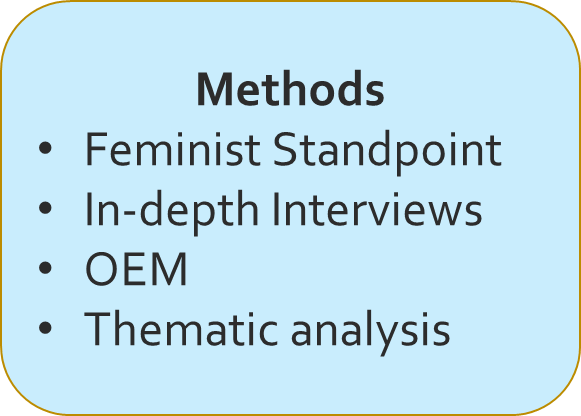 Methods
• Feminist Standpoint
• In-depth Interviews
• OEM
• Thematic analysis